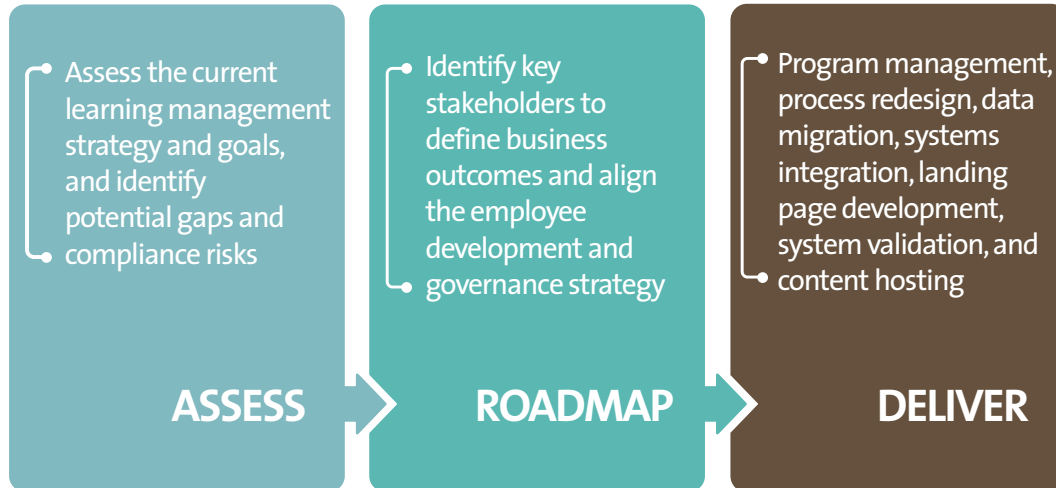 Assess the current
learning management
strategy and goals,
and identify
potential gaps and
compliance risks
ASSESS
Identify key
stakeholders to
define business
outcomes and align
the employee
development and
governance strategy
ROADMAP
Program management,
process redesign, data
migration, systems
integration, landing
page development,
system validation, and
content hosting
DELIVER